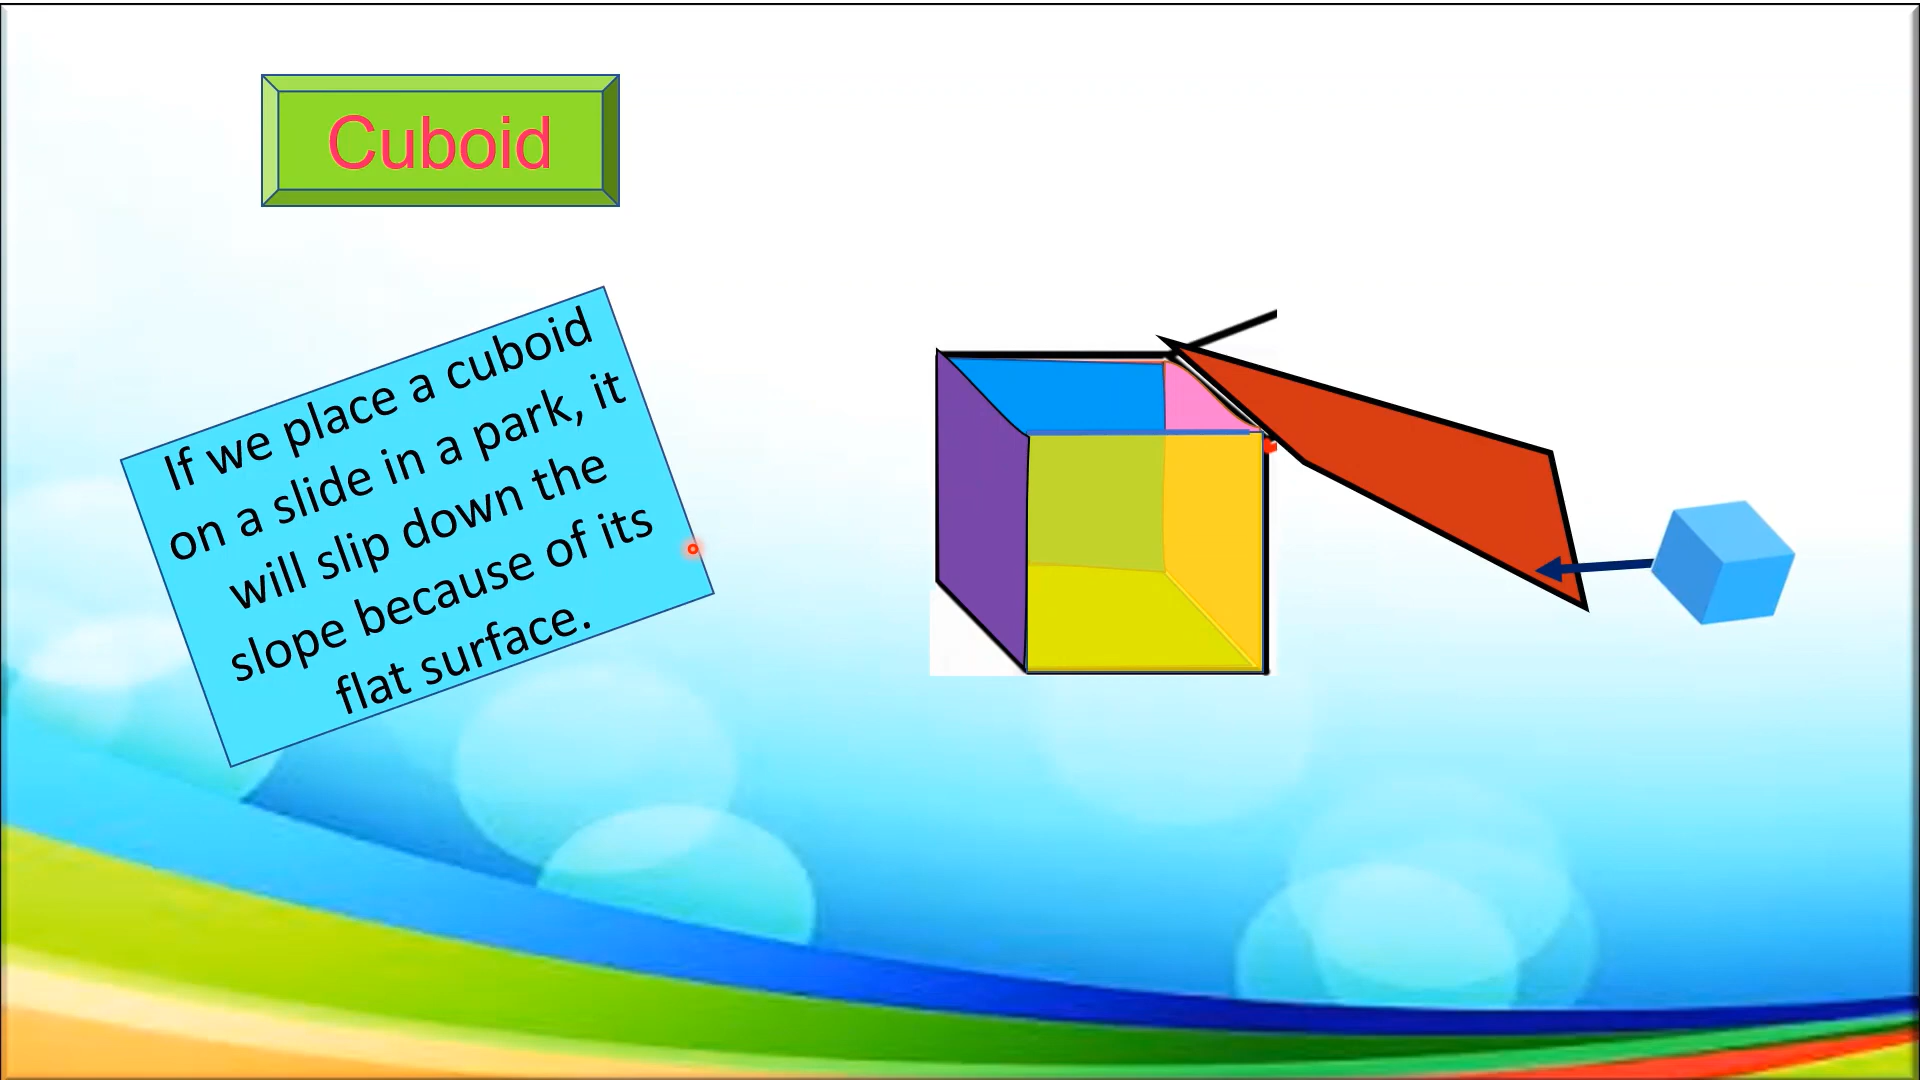 Cuboid
If we place a cuboid
on a slide in a park, it
will slip down the
slope because of its
flat surface.